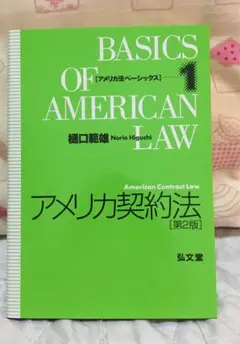 BASICS
OF
[アメリカ法ベーシックス] 1
AMERICAN
樋口範雄 Norio Higuchi LAW
American Contract Law
アメリカ契約法
[第2版]
弘文堂